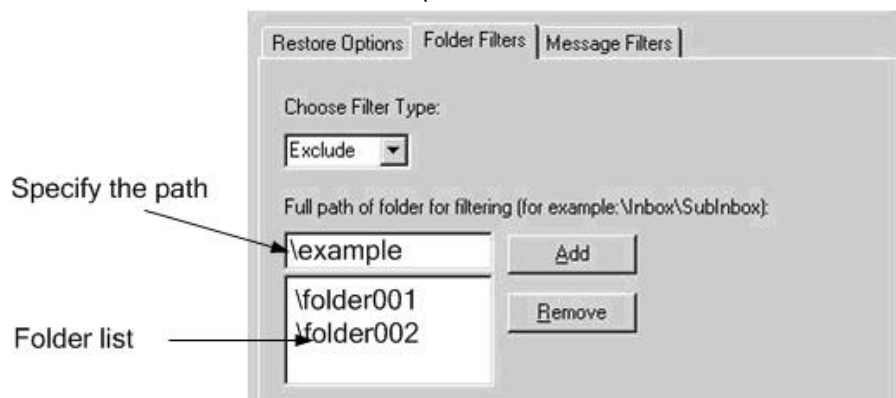 Restore Options Folder Filters Message Filters
Choose Filter Type:
Exclude
Specify the path
Full path of folder for filtering (for example:\Inbox\SubInbox):
\example Add
\folder001
Remove
\folder002
Folder list